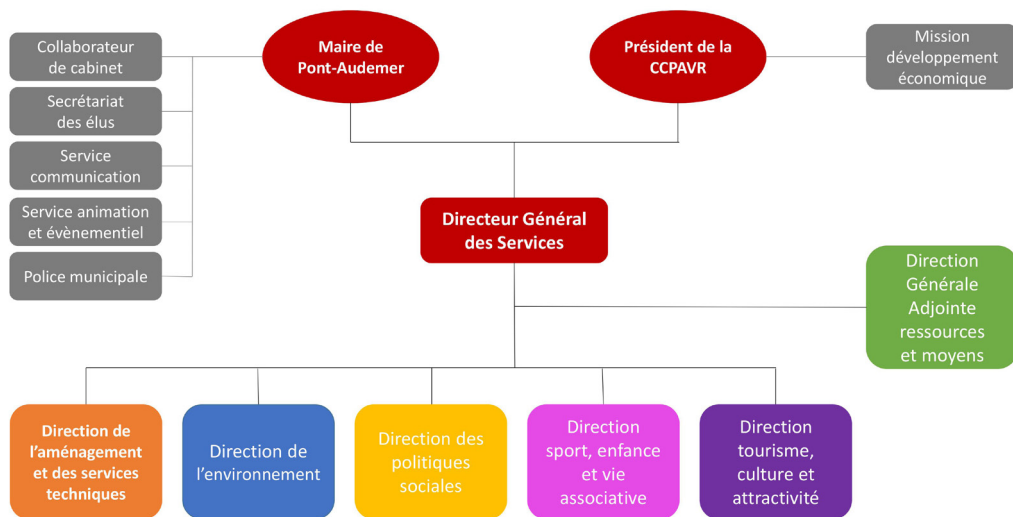 Collaborateur
de cabinet
Secrétariat
des élus
Service
communication
Service animation
et évènementiel
Police municipale
Maire de
Pont-Audemer
Président de la
CCPAVR
Mission
développement
économique
Directeur Général
des Services
Direction
Générale
Adjointe
ressources
et moyens
Direction de
l’aménagement
et des services
techniques
Direction de
l’environnement
Direction des
politiques
sociales
Direction
sport, enfance
et vie
associative
Direction
tourisme,
culture et
attractivité